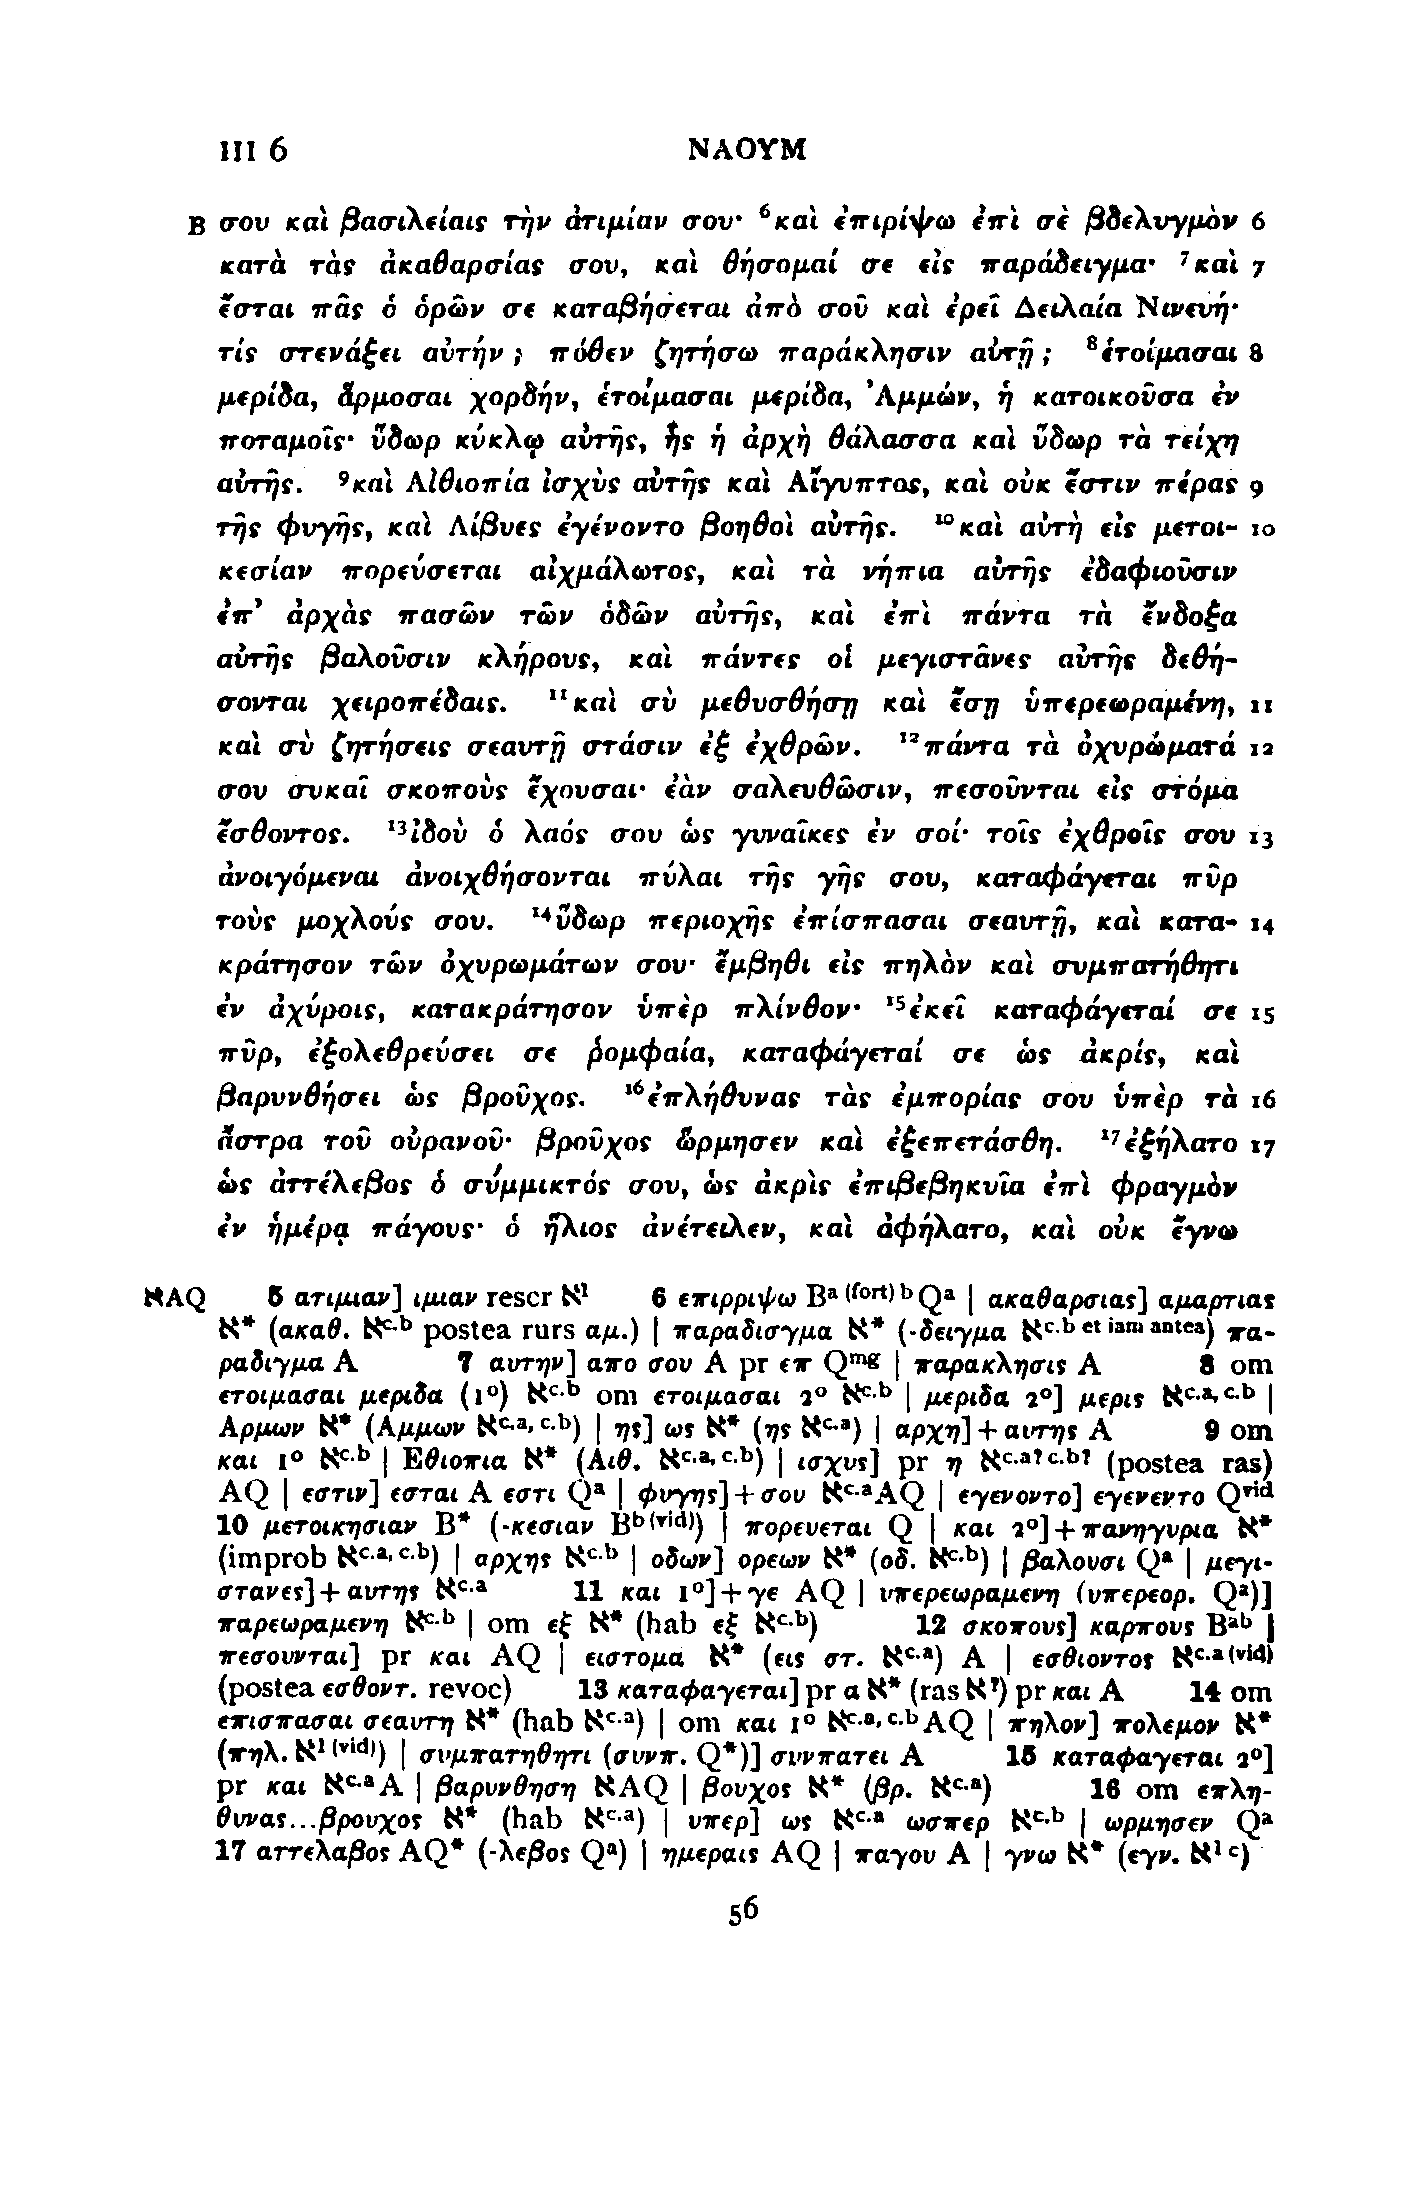 III 6 ΝΑΟΥΜ
B σου καὶ βασιλείαις τὴν ἀτιμίαν σου· ⁶καὶ ἐπιρίψω ἐπὶ σὲ βδελυγμὸν 6
κατὰ τὰς ἀκαθαρσίας σου, καὶ θήσομαί σε εἰς παράδειγμα· ⁷καὶ 7
ἔσται πᾶς ὁ ὁρῶν σε καταβήσεται ἀπὸ σοῦ καὶ ἐρεῖ Δειλαία Νινευή·
τίς στενάξει αὐτήν; πόθεν ζητήσω παράκλησιν αὐτῇ; ⁸ἑτοίμασαι 8
μερίδα, ἅρμοσαι χορδήν, ἑτοίμασαι μερίδα, Ἀμμών, ἡ κατοικοῦσα ἐν
ποταμοῖς· ὕδωρ κύκλῳ αὐτῆς, ἧς ἡ ἀρχὴ θάλασσα καὶ ὕδωρ τὰ τείχη
αὐτῆς. ⁹καὶ Αἰθιοπία ἰσχὺς αὐτῆς καὶ Αἴγυπτος, καὶ οὐκ ἔστιν πέρας 9
τῆς φυγῆς, καὶ Λίβυες ἐγένοντο βοηθοὶ αὐτῆς. ¹⁰καὶ αὐτὴ εἰς μετοι- 10
κεσίαν πορεύσεται αἰχμάλωτος, καὶ τὰ νήπια αὐτῆς ἐδαφιοῦσιν
ἐπ’ ἀρχὰς πασῶν τῶν ὁδῶν αὐτῆς, καὶ ἐπὶ πάντα τὰ ἔνδοξα
αὐτῆς βαλοῦσιν κλήρους, καὶ πάντες οἱ μεγιστᾶνες αὐτῆς δεθή-
σονται χειροπέδαις. ¹¹καὶ σὺ μεθυσθήσῃ καὶ ἔσῃ ὑπερεωραμένη, 11
καὶ σὺ ζητήσεις σεαυτῇ στάσιν ἐξ ἐχθρῶν. ¹²πάντα τὰ ὀχυρώματά 12
σου συκαῖ σκοποὺς ἔχουσαι· ἐὰν σαλευθῶσιν, πεσοῦνται εἰς στόμα
ἔσθοντος. ¹³ἰδοὺ ὁ λαός σου ὡς γυναῖκες ἐν σοί· τοῖς ἐχθροῖς σου 13
ἀνοιγόμεναι ἀνοιχθήσονται πύλαι τῆς γῆς σου, καταφάγεται πῦρ
τοὺς μοχλούς σου. ¹⁴ὕδωρ περιοχῆς ἐπίσπασαι σεαυτῇ, καὶ κατα- 14
κράτησον τῶν ὀχυρωμάτων σου· ἔμβηθι εἰς πηλὸν καὶ συμπατήθητι
ἐν ἀχύροις, κατακράτησον ὑπὲρ πλίνθον· ¹⁵ἐκεῖ καταφάγεταί σε 15
πῦρ, ἐξολεθρεύσει σε ῥομφαία, καταφάγεταί σε ὡς ἀκρίς, καὶ
βαρυνθήσει ὡς βροῦχος. ¹⁶ἐπλήθυνας τὰς ἐμπορίας σου ὑπὲρ τὰ 16
ἄστρα τοῦ οὐρανοῦ· βροῦχος ὥρμησεν καὶ ἐξεπετάσθη. ¹⁷ἐξήλατο 17
ὡς ἀττέλεβος ὁ σύμμικτός σου, ὡς ἀκρὶς ἐπιβεβηκυῖα ἐπὶ φραγμὸν
ἐν ἡμέρᾳ πάγους· ὁ ἥλιος ἀνέτειλεν, καὶ ἀφήλατο, καὶ οὐκ ἔγνω
ℵAQ 5 ατιμιαν] ιμιαν rescr ℵ¹ 6 επιρριψω Bᵃ ⁽ᶠᵒʳᵗ⁾ ᵇ Qᵃ | ακαθαρσιας] αμαρτιας
ℵ* (ακαθ. ℵᶜ·ᵇ postea rurs αμ.) | παραδισγμα ℵ* (-δειγμα ℵᶜ·ᵇ ᵉᵗ ⁱᵃᵐ ᵃⁿᵗᵉᵃ) πα-
ραδιγμα A 7 αυτην] απο σου A pr επ Qᵐᵍ | παρακλησις A 8 om
ετοιμασαι μεριδα (1°) ℵᶜ·ᵇ om ετοιμασαι 2° ℵᶜ·ᵇ | μεριδα 2°] μερις ℵᶜ·ᵃ, ᶜ·ᵇ |
Αρμων ℵ* (Αμμων ℵᶜ·ᵃ, ᶜ·ᵇ) | ης] ως ℵ* (ης ℵᶜ·ᵃ) | αρχη]+αυτης A 9 om
και 1° ℵᶜ·ᵇ | Εθιοπια ℵ* (Αιθ. ℵᶜ·ᵃ, ᶜ·ᵇ) | ισχυς] pr η ℵᶜ·ᵃ? ᶜ·ᵇ? (postea ras)
AQ | εστιν] εσται A εστι Qᵃ | φυγης]+σου ℵᶜ·ᵃAQ | εγενοντο] εγενεντο Qᵛⁱᵈ
10 μετοικησιαν B* (-κεσιαν Bᵇ⁽ᵛⁱᵈ⁾) | πορευεται Q | και 2°]+πανηγυρια ℵ*
(improb ℵᶜ·ᵃ, ᶜ·ᵇ) | αρχης ℵᶜ·ᵇ | οδων] ορεων ℵ* (οδ. ℵᶜ·ᵇ) | βαλουσι Qᵃ | μεγι-
στανες]+αυτης ℵᶜ·ᵃ 11 και 1°]+γε AQ | υπερεωραμενη (υπερεορ. Qᵃ)]
παρεωραμενη ℵᶜ·ᵇ | om εξ ℵ* (hab εξ ℵᶜ·ᵇ) 12 σκοπους] καρπους Bᵃᵇ |
πεσουνται] pr και AQ | ειστομα ℵ* (εις στ. ℵᶜ·ᵃ) A | εσθιοντος ℵᶜ·ᵃ⁽ᵛⁱᵈ⁾
(postea εσθοντ. revoc) 13 καταφαγεται] pr α ℵ* (ras ℵ?) pr και A 14 om
επισπασαι σεαυτη ℵ* (hab ℵᶜ·ᵃ) | om και 1° ℵᶜ·ᵃ, ᶜ·ᵇAQ | πηλον] πολεμον ℵ*
(πηλ. ℵ¹⁽ᵛⁱᵈ⁾) | συμπατηθητι (συνπ. Q*)] συνπατει A 15 καταφαγεται 2°]
pr και ℵᶜ·ᵃA | βαρυνθηση ℵAQ | βουχος ℵ* (βρ. ℵᶜ·ᵃ) 16 om επλη-
θυνας...βρουχος ℵ* (hab ℵᶜ·ᵃ) | υπερ] ως ℵᶜ·ᵃ ωσπερ ℵᶜ·ᵇ | ωρμησεν Qᵃ
17 αττελαβος AQ* (-λεβος Qᵃ) | ημεραις AQ | παγου A | γνω ℵ* (εγν. ℵ¹ ᶜ)
56